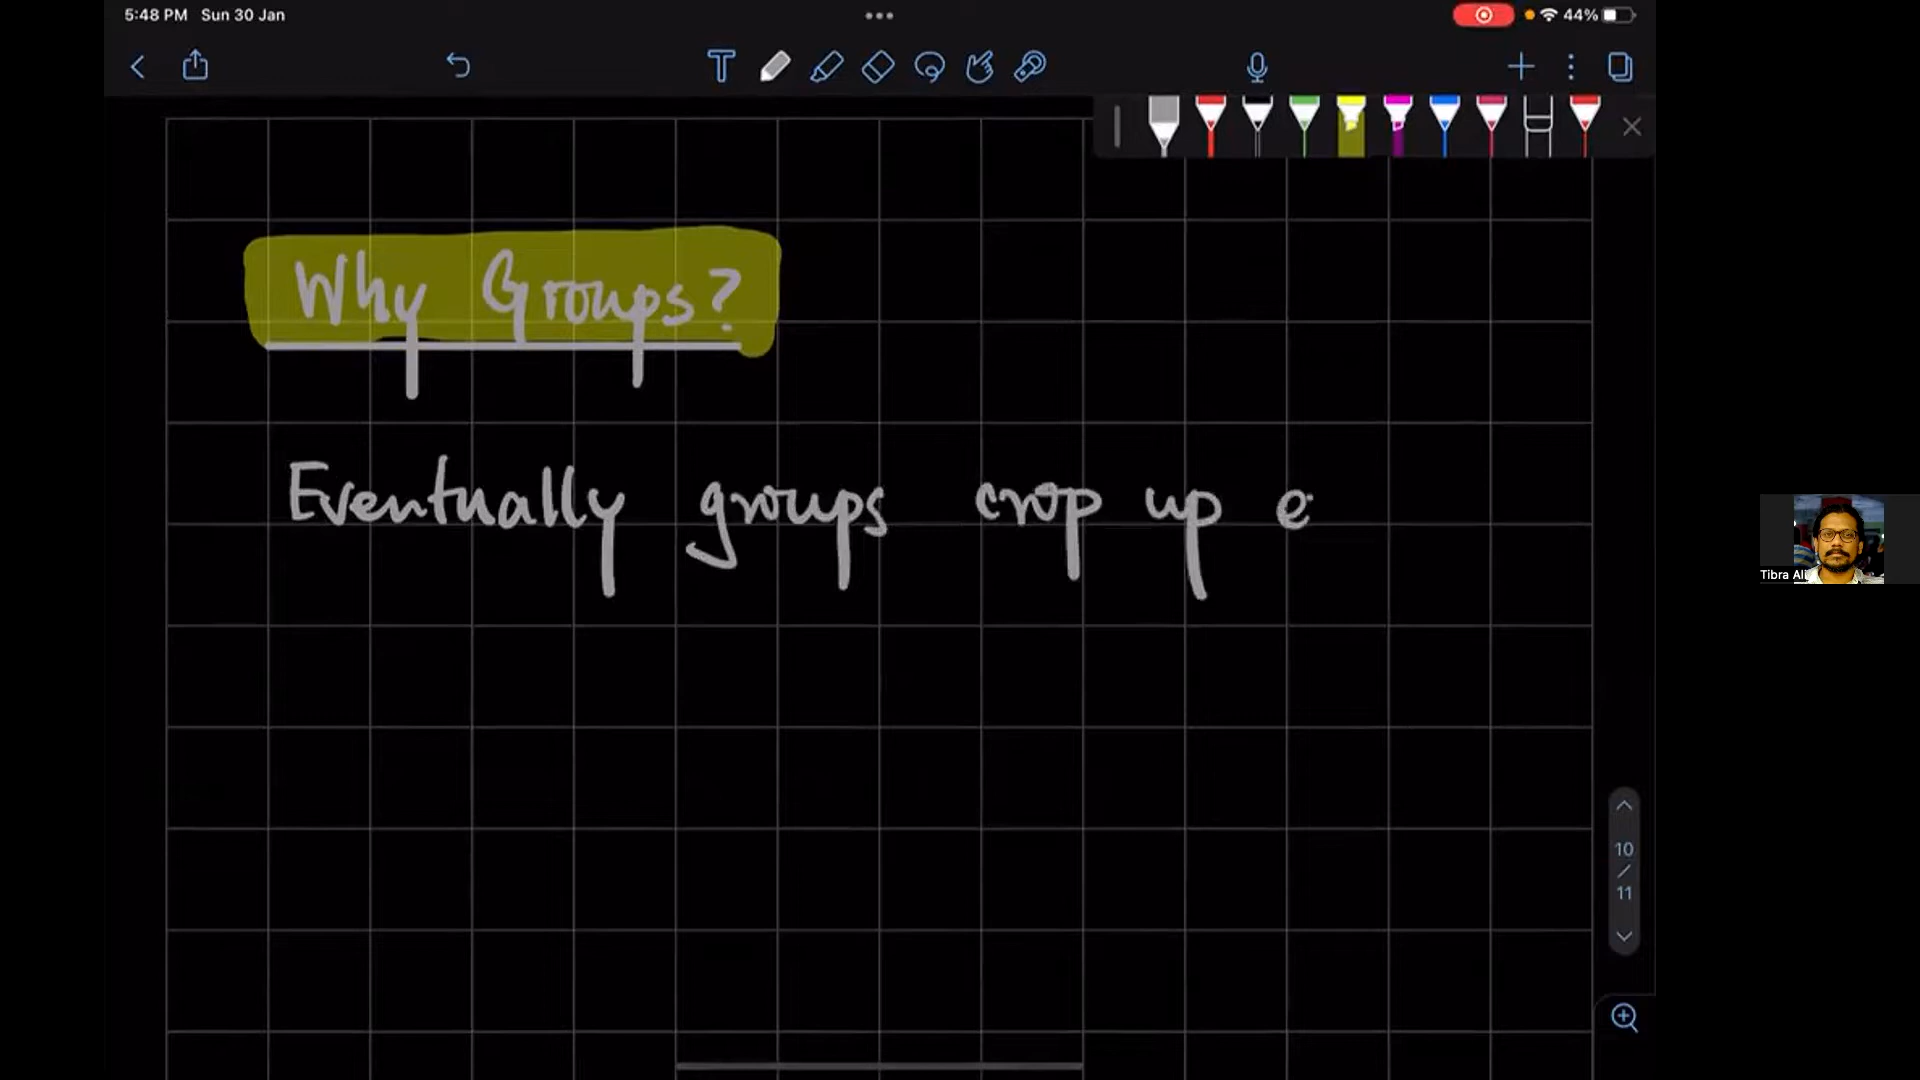 5:48 PM Sun 30 Jan
44%
Why Groups?
Eventually groups crop up e
Tibra Ali
10
/
11